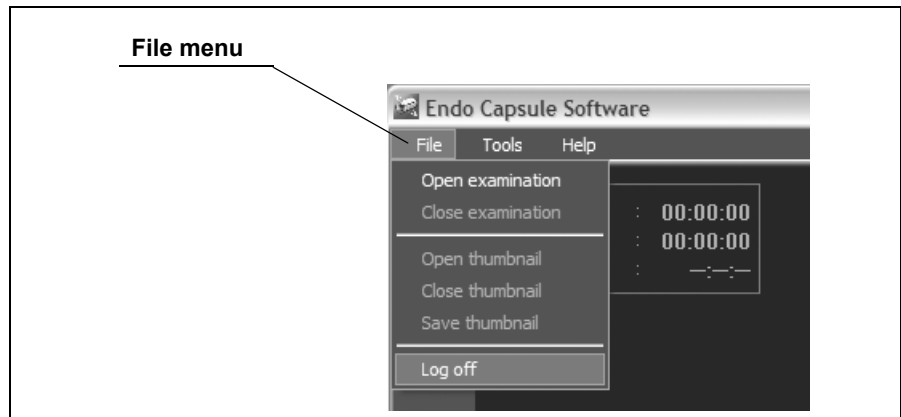 File menu
Endo Capsule Software
File Tools Help
Open examination
Close examination
: 00:00:00
: 00:00:00
: --:--:--
Open thumbnail
Close thumbnail
Save thumbnail
Log off